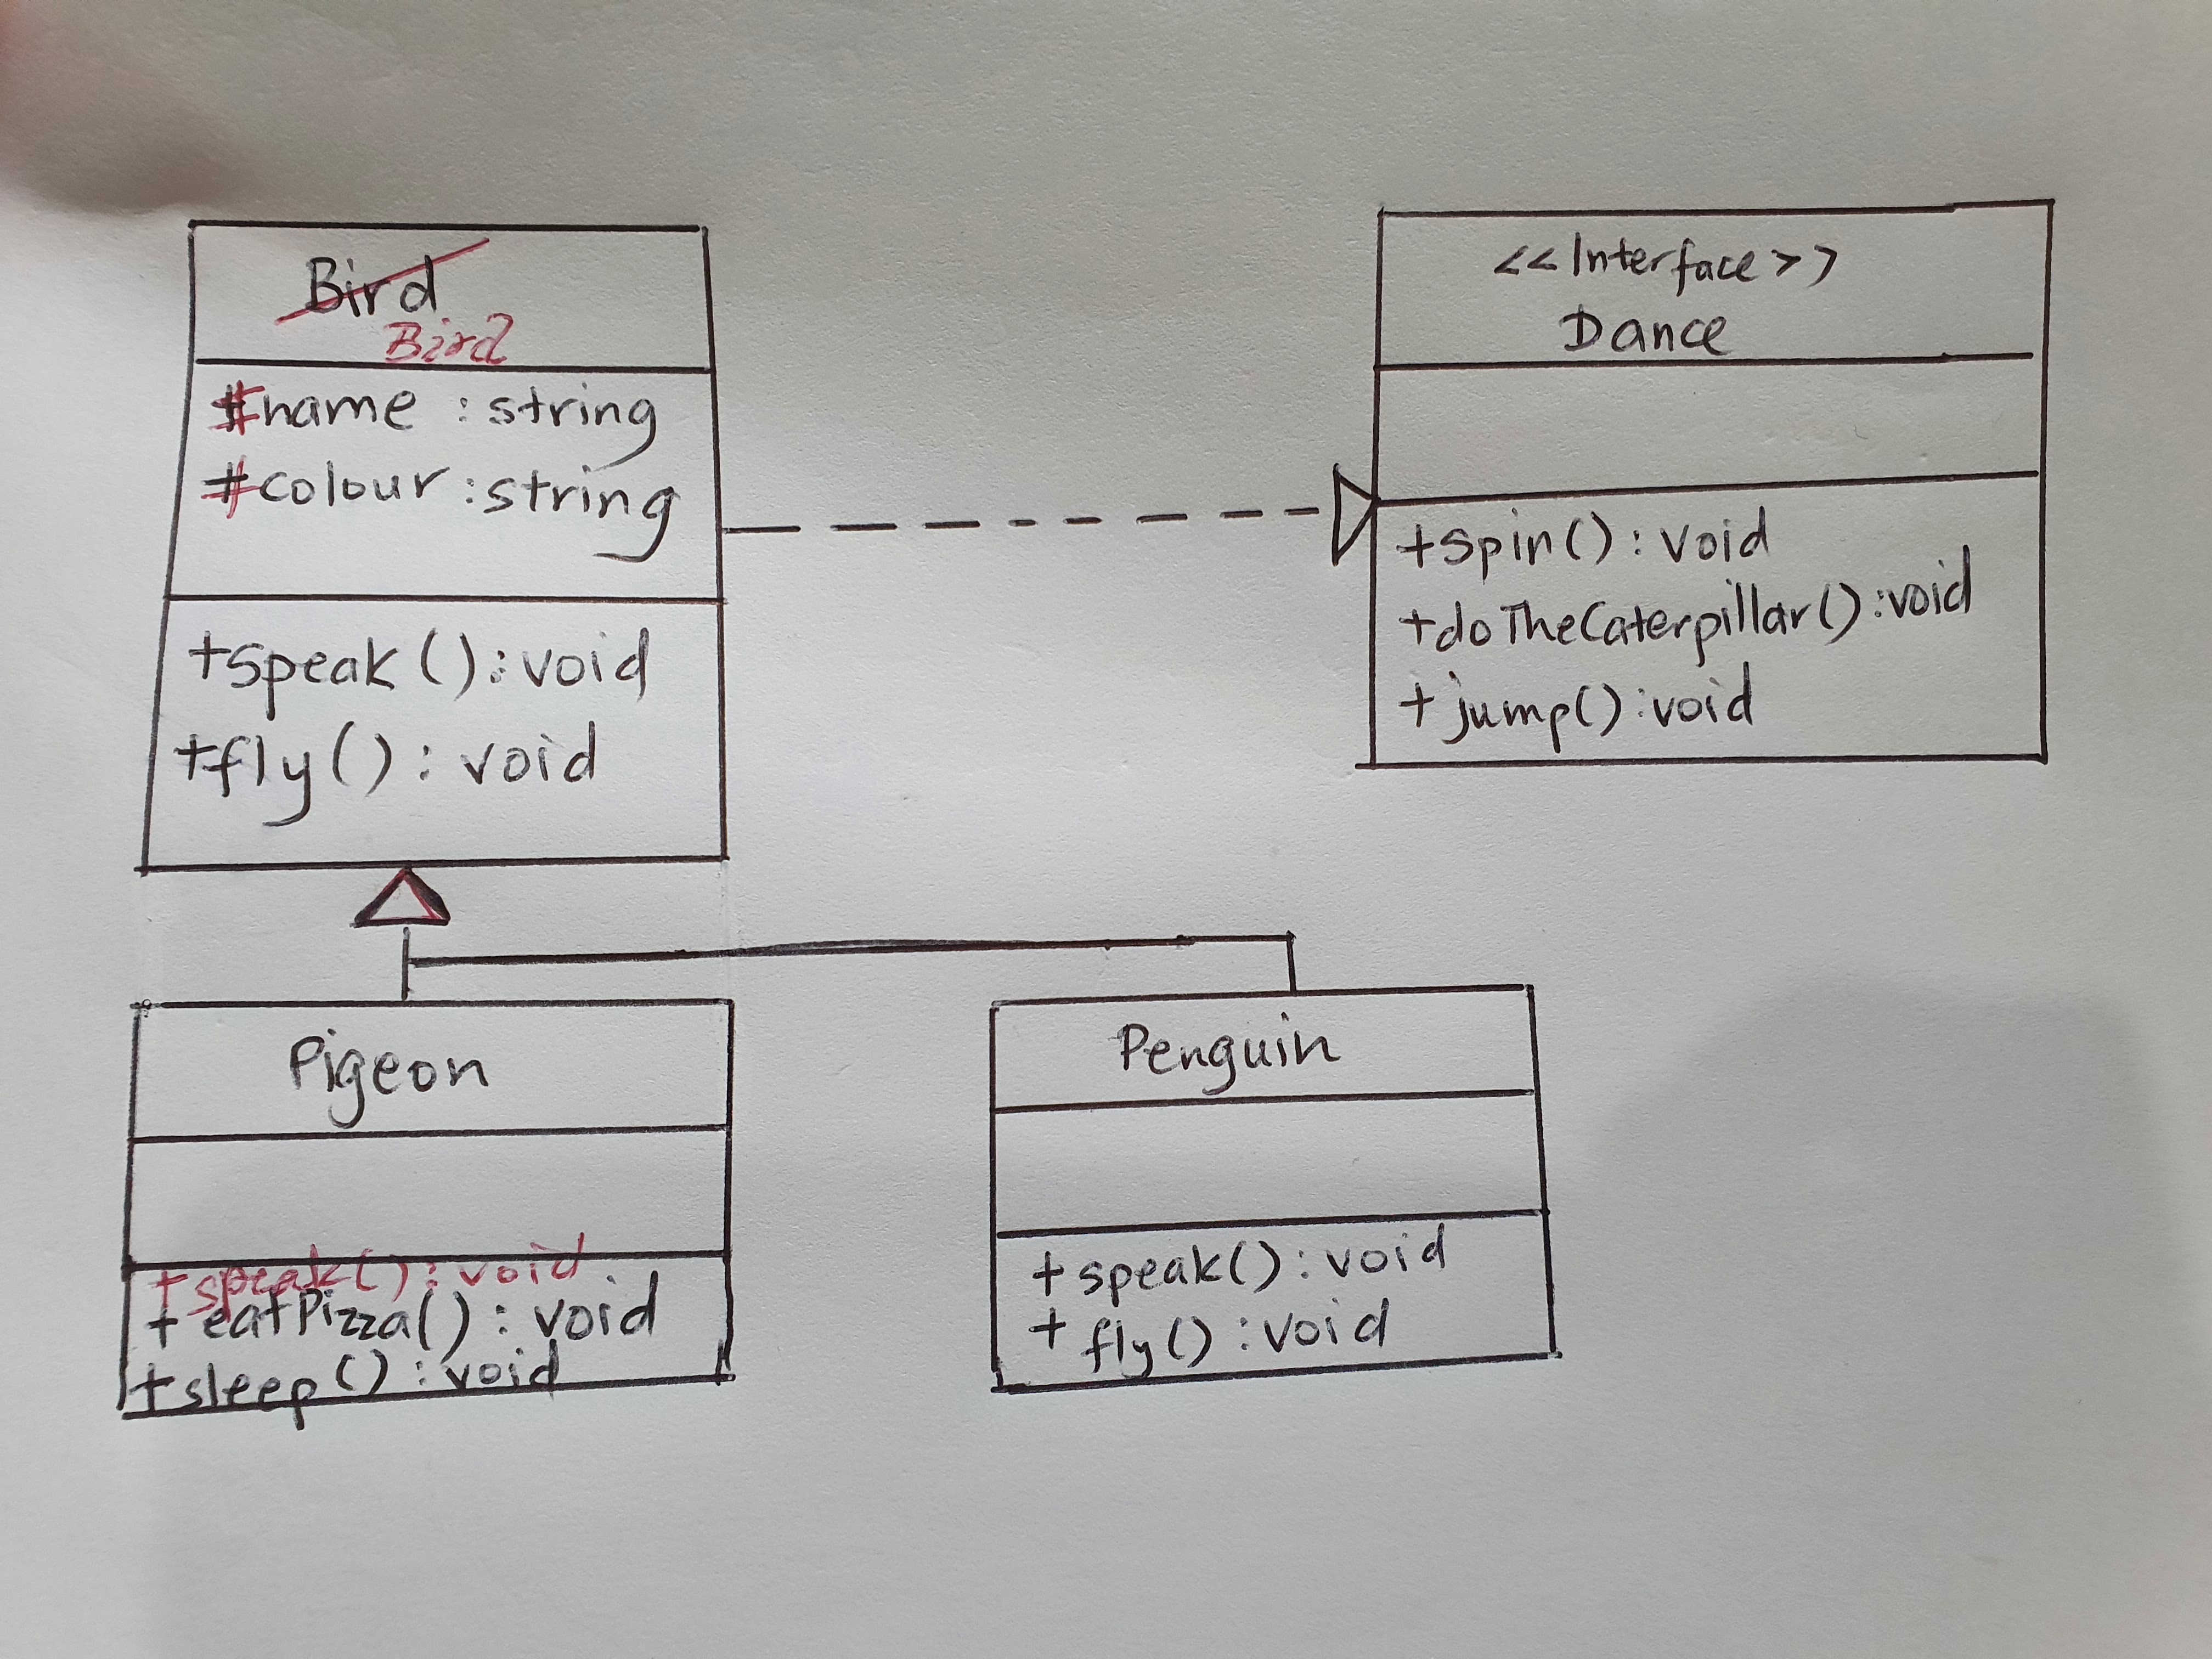 Bird
Bird
#name : string
#colour : string
+speak() : void
+fly() : void
<<Interface>>
Dance
+spin() : void
+doTheCaterpillar() : void
+jump() : void
Pigeon
+speak() : void
+eatPizza() : void
+sleep() : void
Penguin
+speak() : void
+fly() : void